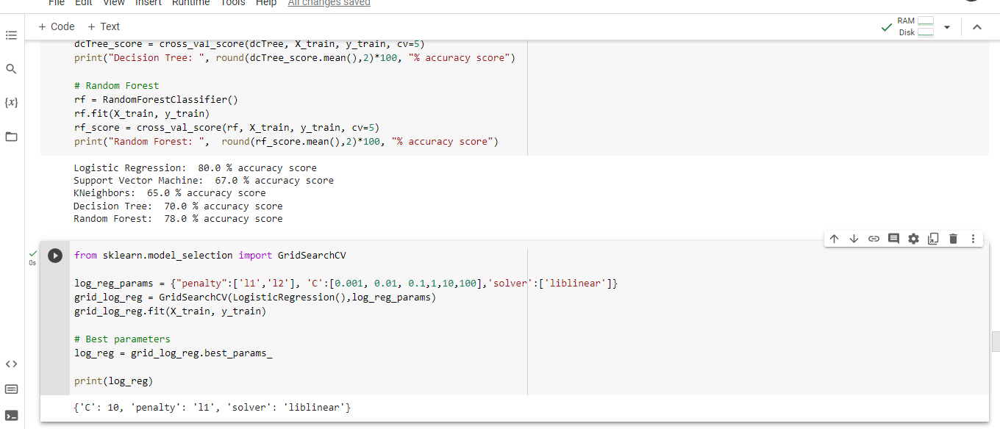 File Edit View Insert Runtime Tools Help All changes saved
+ Code + Text
RAM
Disk
dcTree_score = cross_val_score(dcTree, X_train, y_train, cv=5)
print("Decision Tree: ", round(dcTree_score.mean(),2)*100, "% accuracy score")
# Random Forest
rf = RandomForestClassifier()
rf.fit(X_train, y_train)
rf_score = cross_val_score(rf, X_train, y_train, cv=5)
print("Random Forest: ",  round(rf_score.mean(),2)*100, "% accuracy score")
Logistic Regression:  80.0 % accuracy score
Support Vector Machine:  67.0 % accuracy score
KNeighbors:  65.0 % accuracy score
Decision Tree:  70.0 % accuracy score
Random Forest:  78.0 % accuracy score
0s
from sklearn.model_selection import GridSearchCV
log_reg_params = {"penalty":['l1','l2'], 'C':[0.001, 0.01, 0.1,1,10,100],'solver':['liblinear']}
grid_log_reg = GridSearchCV(LogisticRegression(),log_reg_params)
grid_log_reg.fit(X_train, y_train)
# Best parameters
log_reg = grid_log_reg.best_params_
print(log_reg)
{'C': 10, 'penalty': 'l1', 'solver': 'liblinear'}